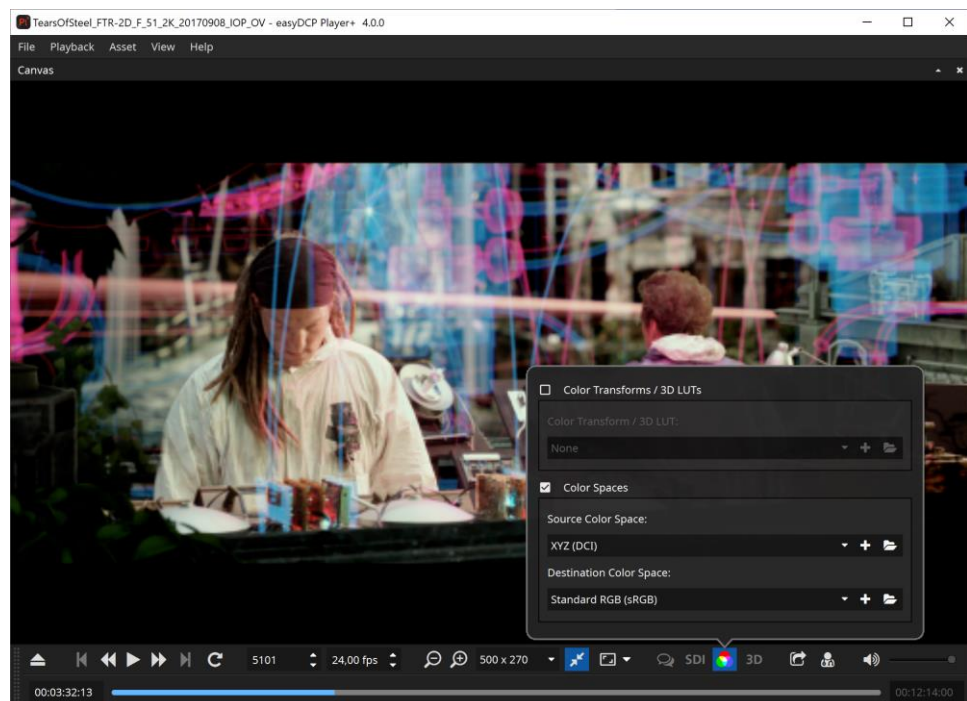 TearsOfSteel_FTR-2D_F_51_2K_20170908_IOP_OV - easyDCP Player+ 4.0.0
File Playback Asset View Help
Canvas
Color Transforms / 3D LUTs
Color Transform / 3D LUT:
None
Color Spaces
Source Color Space:
XYZ (DCI)
Destination Color Space:
Standard RGB (sRGB)
5101 24,00 fps 500 x 270 SDI 3D
00:03:32:13 00:12:14:00